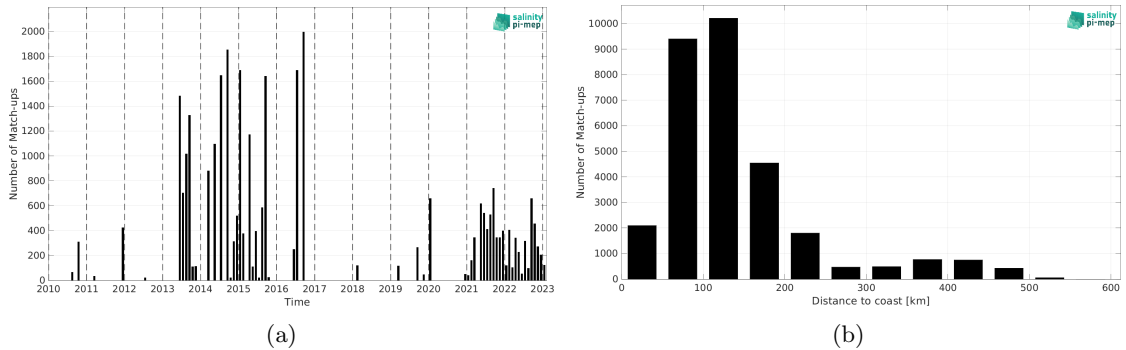 salinity
pi-mep
Number of Match-ups
2000
1800
1600
1400
1200
1000
800
600
400
200
0
2010 2011 2012 2013 2014 2015 2016 2017 2018 2019 2020 2021 2022 2023
Time
(a)
salinity
pi-mep
Number of Match-ups
10000
9000
8000
7000
6000
5000
4000
3000
2000
1000
0
0 100 200 300 400 500 600
Distance to coast [km]
(b)